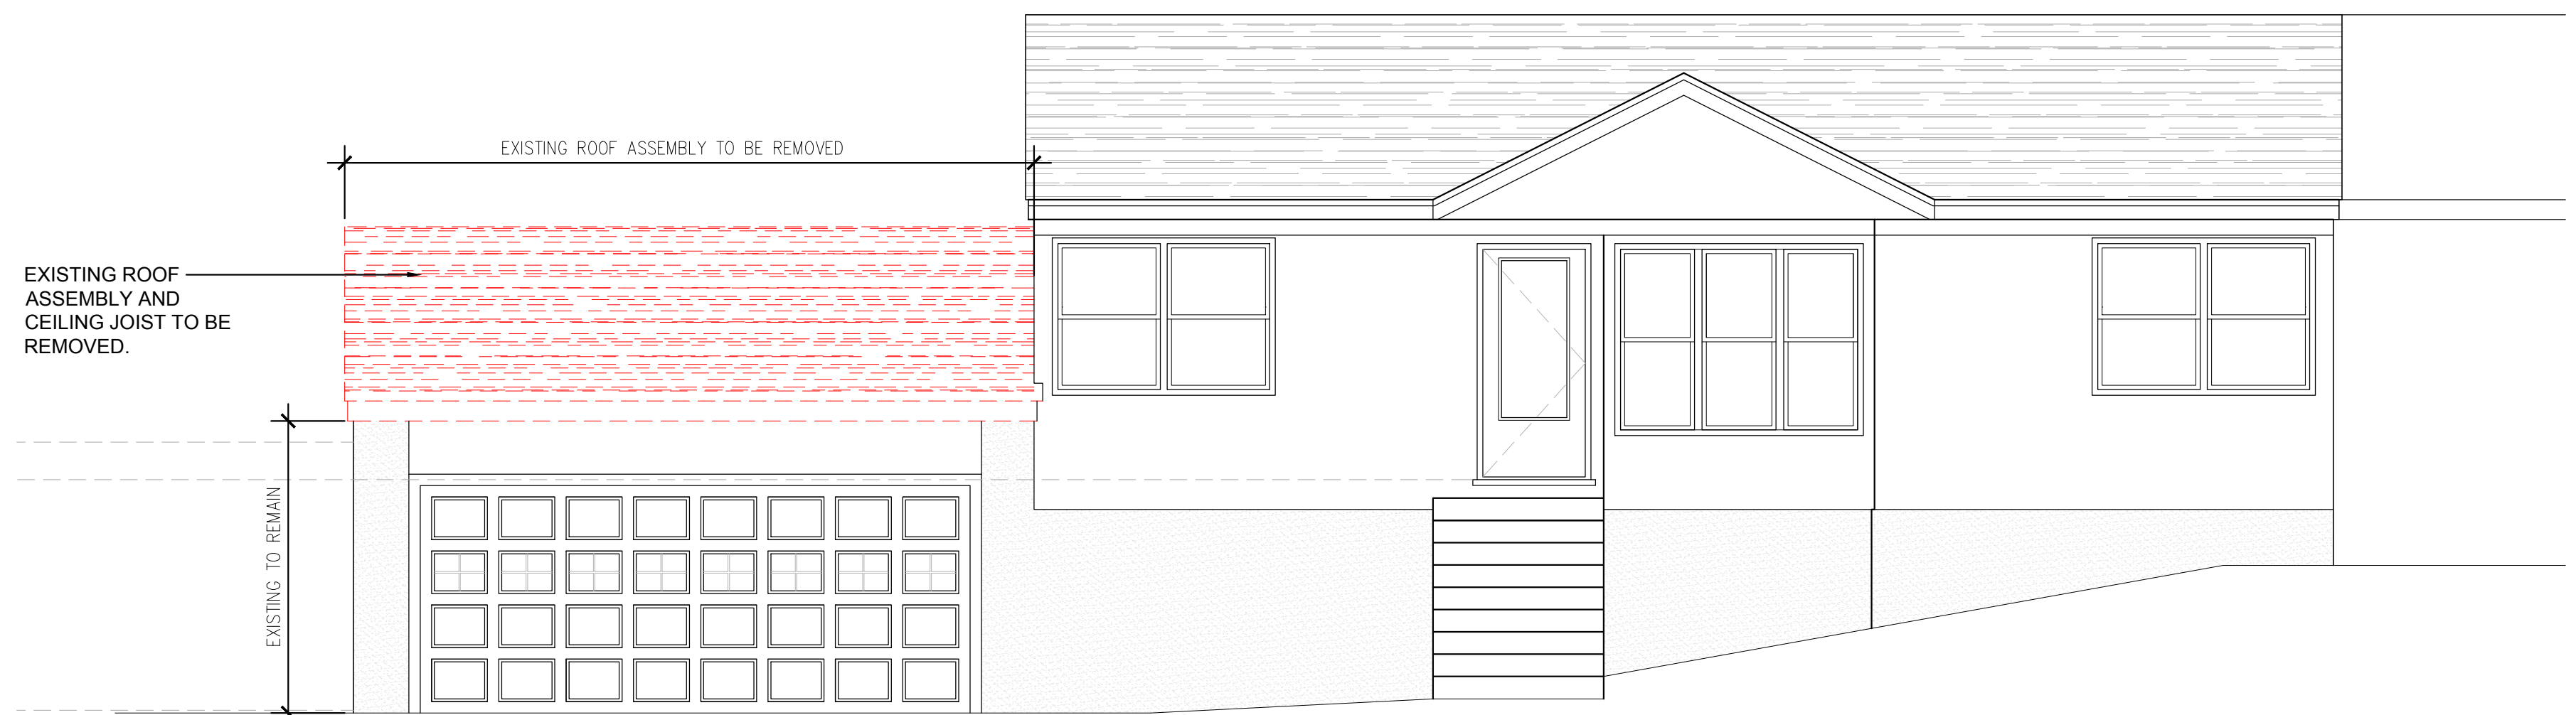 EXISTING ROOF ASSEMBLY TO BE REMOVED
EXISTING ROOF
ASSEMBLY AND
CEILING JOIST TO BE
REMOVED.
EXISTING TO REMAIN